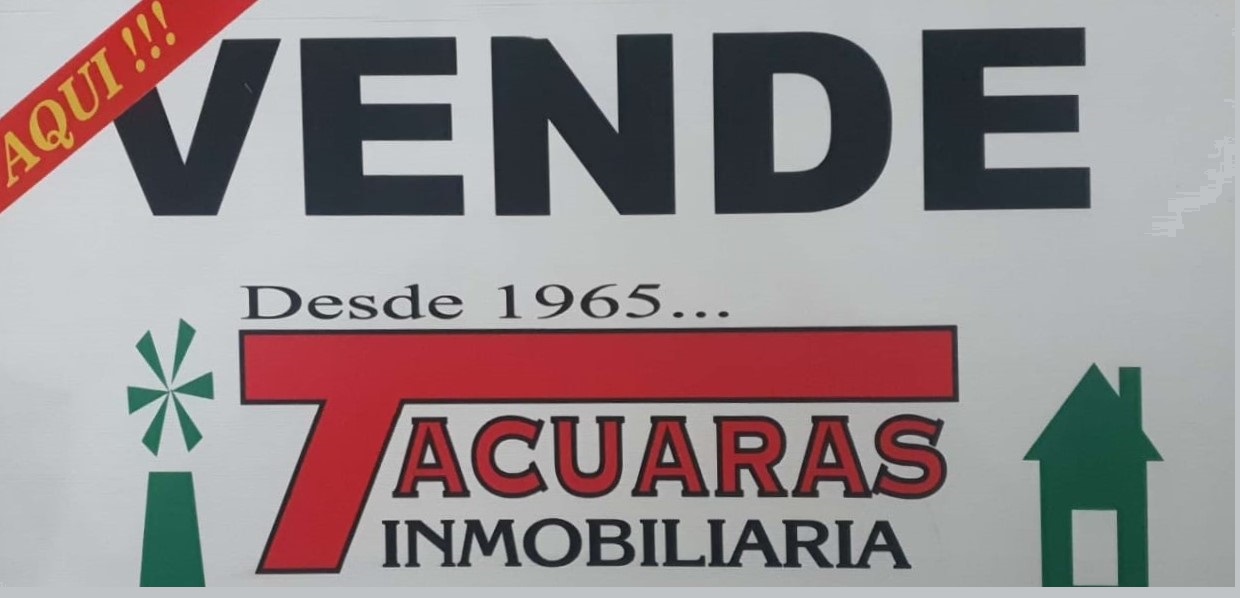 AQUI !!!
VENDE
Desde 1965...
TACUARAS
INMOBILIARIA